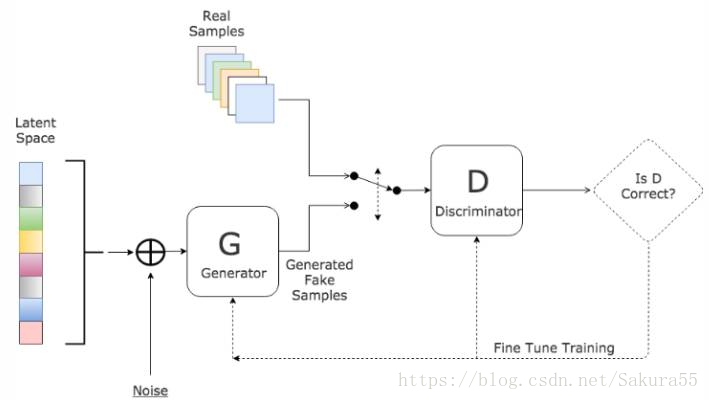 Real
Samples
Latent
Space
Is D
Correct?
D
Discriminator
G
Generator
Generated
Fake
Samples
Fine Tune Training
Noise
https://blog.csdn.net/Sakura55